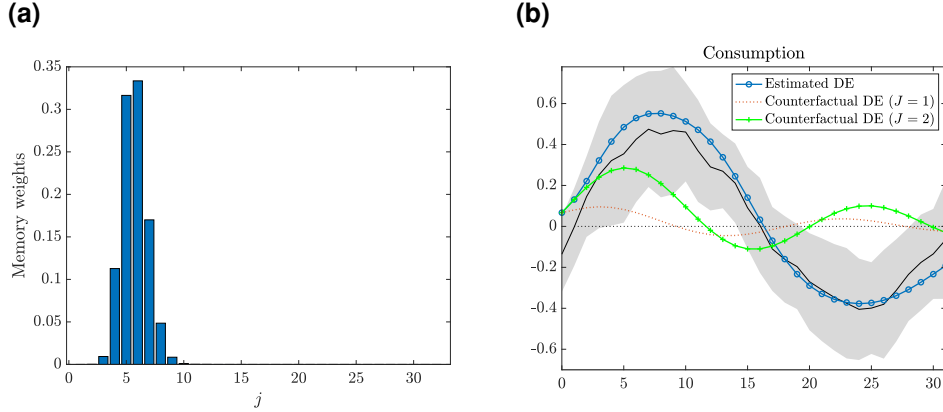 (a)
0.35
0.3
0.25
0.2
0.15
0.1
0.05
0
Memory weights
0 5 10 15 20 25 30
j
(b)
Consumption
Estimated DE
Counterfactual DE (J = 1)
Counterfactual DE (J = 2)
0.6
0.4
0.2
0
-0.2
-0.4
-0.6
0 5 10 15 20 25 30